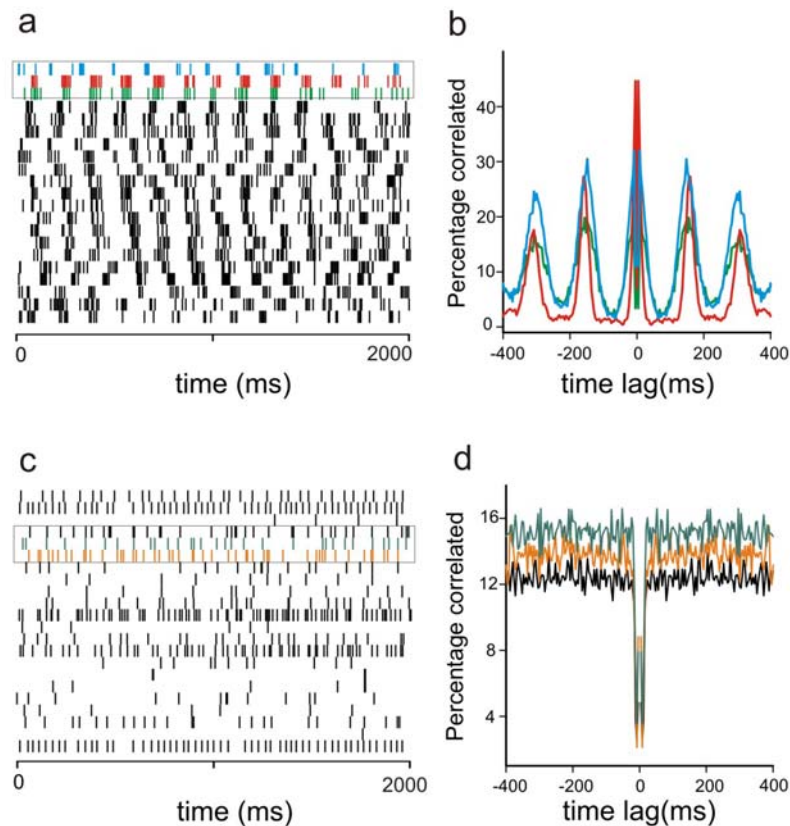 a
0 2000
time (ms)
b
Percentage correlated
40
30
20
10
0
-400 -200 0 200 400
time lag(ms)
c
0 2000
time (ms)
d
Percentage correlated
16
12
8
4
-400 -200 0 200 400
time lag(ms)